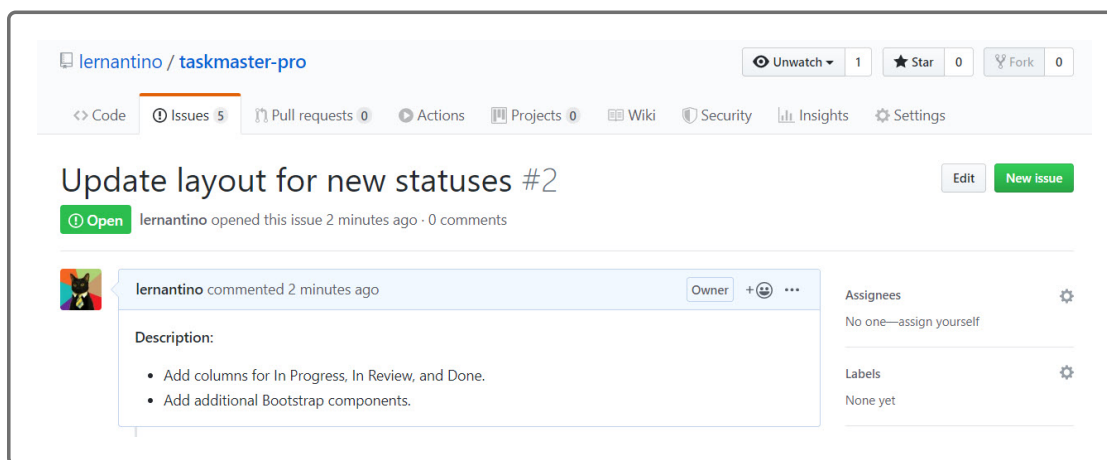 lernantino / taskmaster-pro
Unwatch 1 Star 0 Fork 0
<> Code Issues 5 Pull requests 0 Actions Projects 0 Wiki Security Insights Settings
Update layout for new statuses #2
Edit New issue
Open lernantino opened this issue 2 minutes ago · 0 comments
lernantino commented 2 minutes ago
Owner + ...
Description:
• Add columns for In Progress, In Review, and Done.
• Add additional Bootstrap components.
Assignees
No one—assign yourself
Labels
None yet